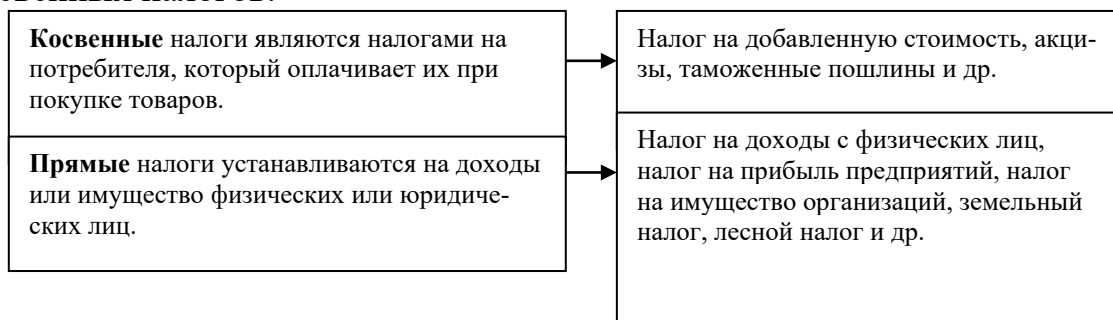 Косвенные налоги являются налогами на
потребителя, который оплачивает их при
покупке товаров.
Налог на добавленную стоимость, акци-
зы, таможенные пошлины и др.
Прямые налоги устанавливаются на доходы
или имущество физических или юридиче-
ских лиц.
Налог на доходы с физических лиц,
налог на прибыль предприятий, налог
на имущество организаций, земельный
налог, лесной налог и др.